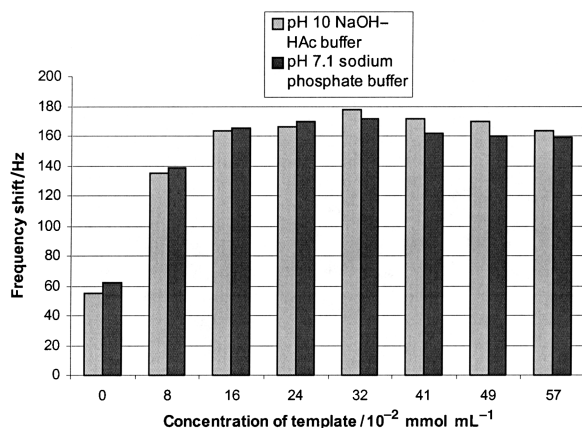 pH 10 NaOH–
HAc buffer
pH 7.1 sodium
phosphate buffer
200
180
160
140
120
100
80
60
40
20
0
Frequency shift/Hz
0 8 16 24 32 41 49 57
Concentration of template/10⁻² mmol mL⁻¹